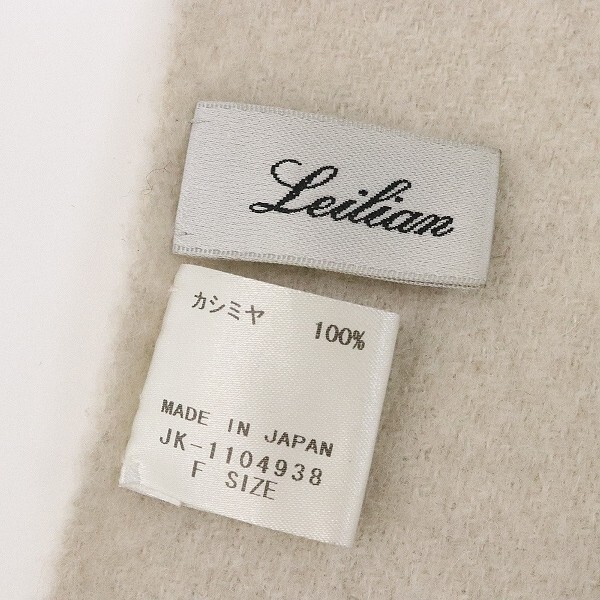 Leilian
カシミヤ 100%
MADE IN JAPAN
JK-1104938
F SIZE